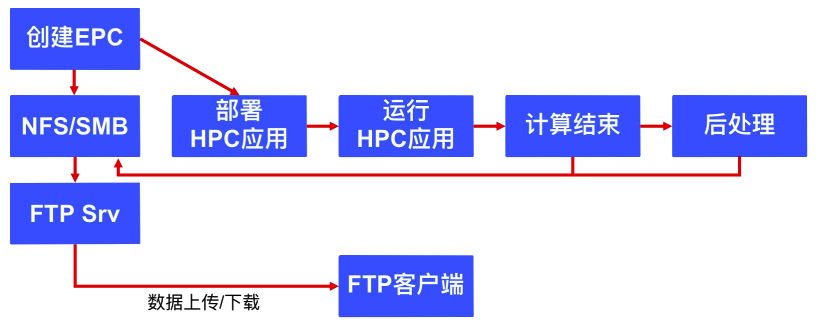 创建EPC
NFS/SMB
部署
HPC应用
运行
HPC应用
计算结束
后处理
FTP Srv
FTP客户端
数据上传/下载